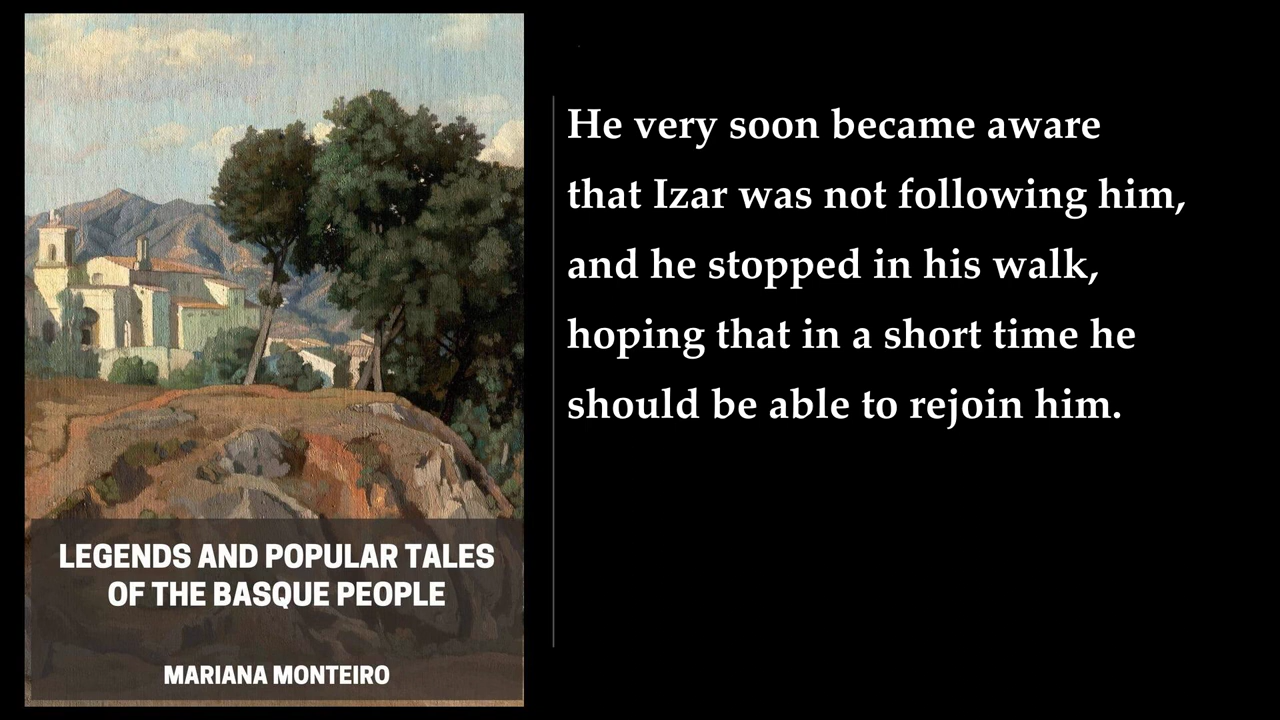 He very soon became aware
that Izar was not following him,
and he stopped in his walk,
hoping that in a short time he
should be able to rejoin him.
LEGENDS AND POPULAR TALES
OF THE BASQUE PEOPLE
MARIANA MONTEIRO